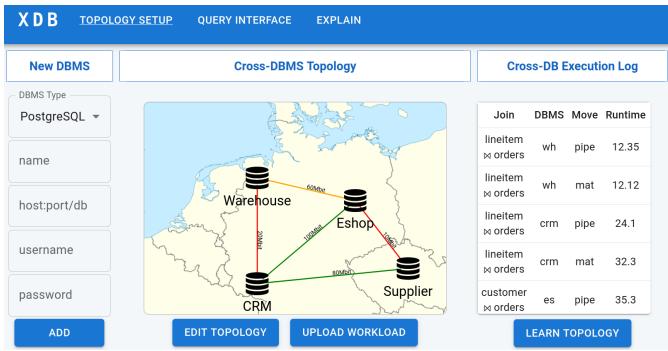 XDB TOPOLOGY SETUP QUERY INTERFACE EXPLAIN
New DBMS
DBMS Type
PostgreSQL
name
host:port/db
username
password
ADD
Cross-DBMS Topology
60Mbit
Warehouse
Eshop
20Mbit
100Mbit
10Mbit
80Mbit
Supplier
CRM
EDIT TOPOLOGY UPLOAD WORKLOAD
Cross-DB Execution Log
Join DBMS Move Runtime
lineitem
⋈ orders wh pipe 12.35
lineitem
⋈ orders wh mat 12.12
lineitem
⋈ orders crm pipe 24.1
lineitem
⋈ orders crm mat 32.3
customer
⋈ orders es pipe 35.3
LEARN TOPOLOGY